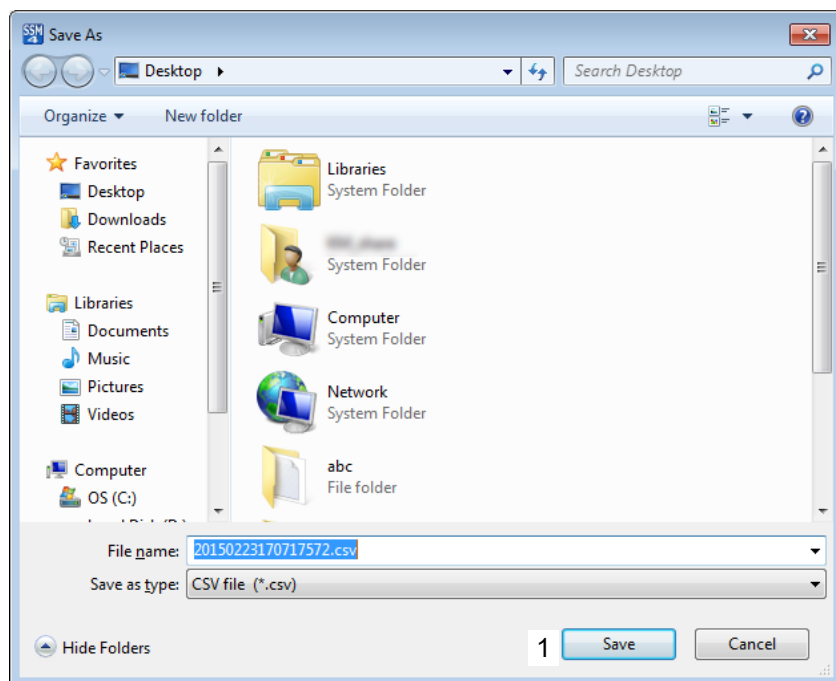 SSM 4 Save As
Desktop
Search Desktop
Organize New folder
Favorites
Desktop
Downloads
Recent Places
Libraries
Documents
Music
Pictures
Videos
Computer
OS (C:)
Libraries
System Folder
System Folder
Computer
System Folder
Network
System Folder
abc
File folder
File name: 20150223170717572.csv
Save as type: CSV file (*.csv)
Hide Folders
1 Save Cancel